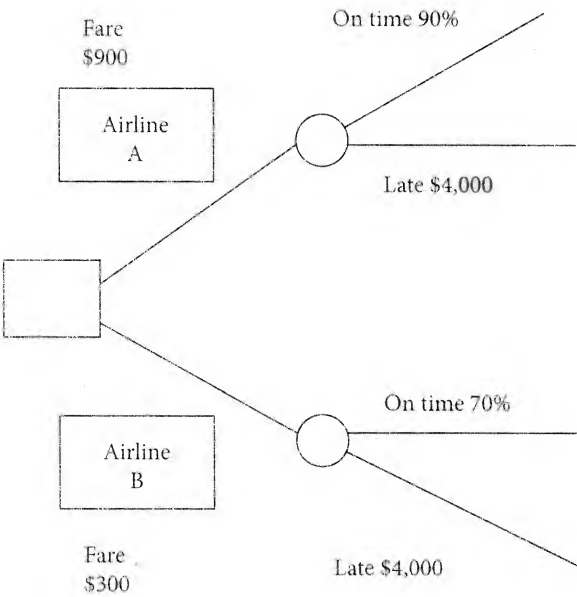 On time 90%
Fare
$900
Airline
A
Late $4,000
On time 70%
Airline
B
Fare
$300
Late $4,000